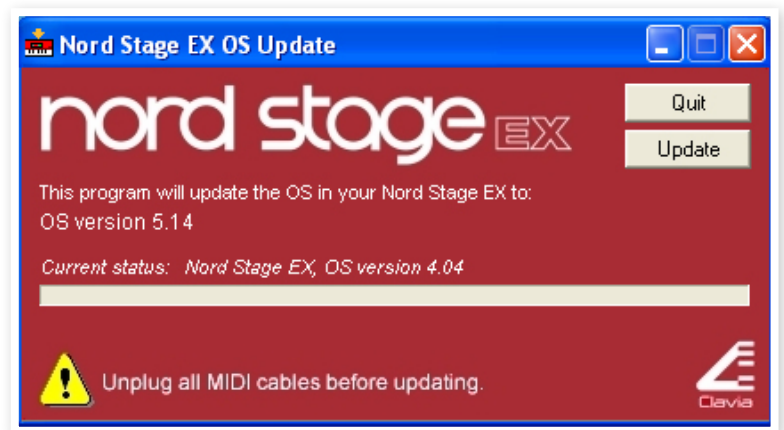 Nord Stage EX OS Update
nord stage EX
Quit
Update
This program will update the OS in your Nord Stage EX to:
OS version 5.14
Current status: Nord Stage EX, OS version 4.04
Unplug all MIDI cables before updating.
Clavia